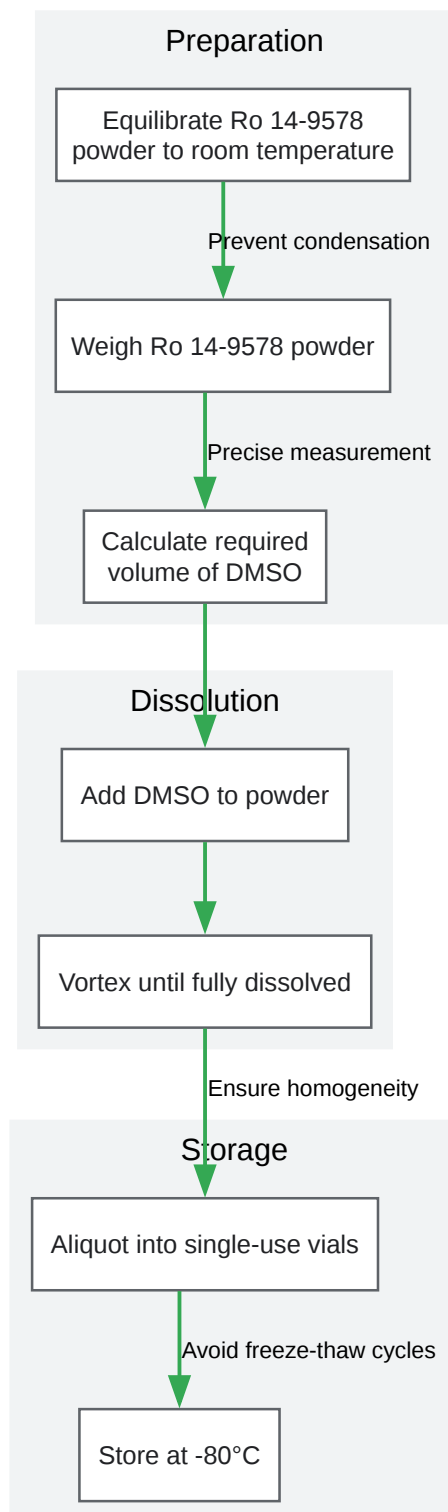 Preparation
Equilibrate Ro 14-9578
powder to room temperature
Prevent condensation
Weigh Ro 14-9578 powder
Precise measurement
Calculate required
volume of DMSO
Dissolution
Add DMSO to powder
Vortex until fully dissolved
Ensure homogeneity
Storage
Aliquot into single-use vials
Avoid freeze-thaw cycles
Store at -80°C